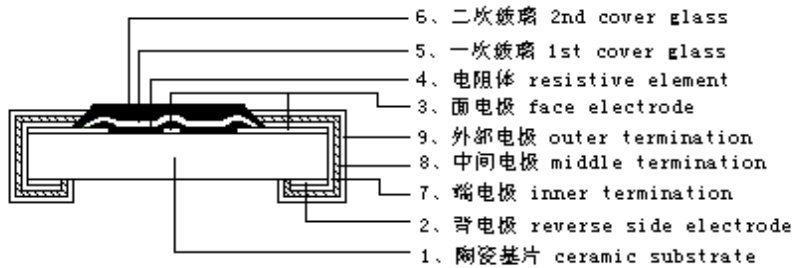 6、二次玻璃 2nd cover glass
5、一次玻璃 1st cover glass
4、电阻体 resistive element
3、面电极 face electrode
9、外部电极 outer termination
8、中间电极 middle termination
7、端电极 inner termination
2、背电极 reverse side electrode
1、陶瓷基片 ceramic substrate